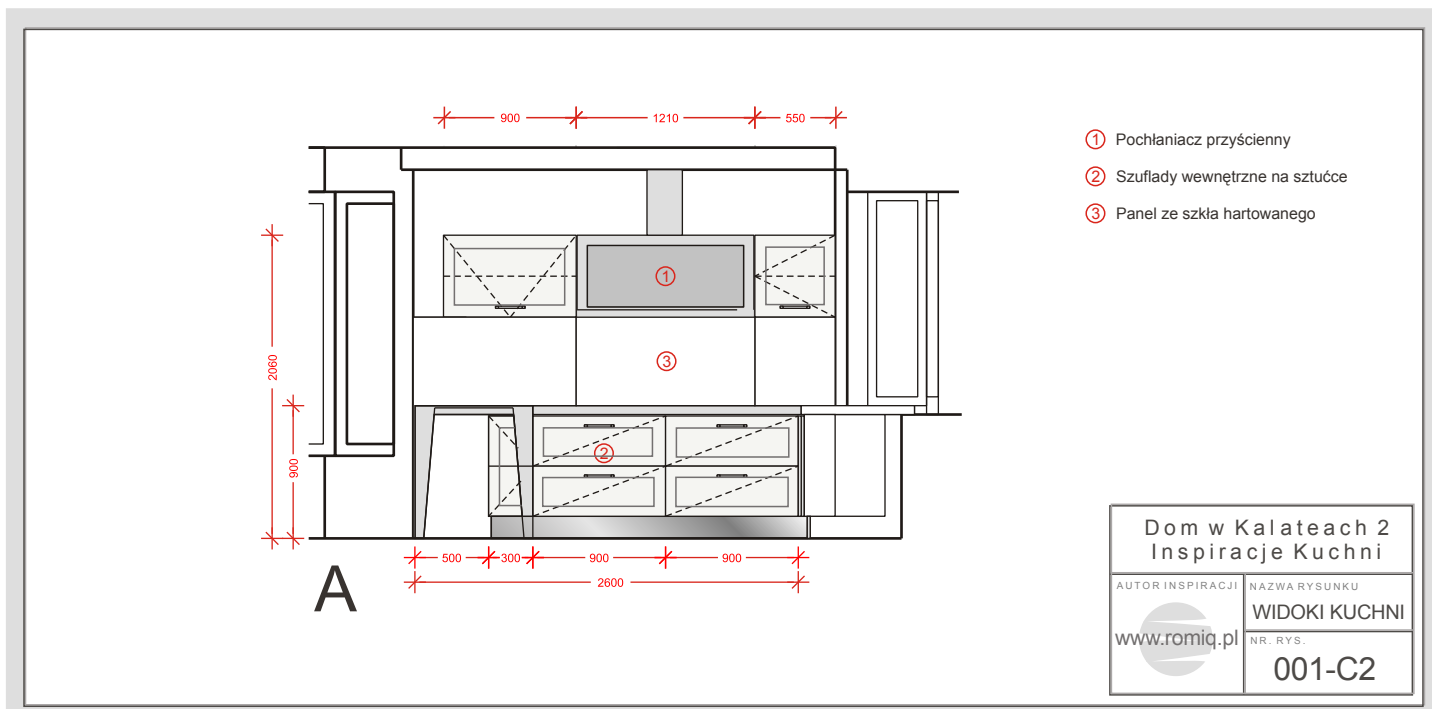 900
1210
550
1 Pochłaniacz przyścienny
2 Szuflady wewnętrzne na sztućce
3 Panel ze szkła hartowanego
1
3
2060
900
2
500
300
900
900
2600
A
Dom w Kalateach 2
Inspiracje Kuchni
AUTOR INSPIRACJI
www.romiq.pl
NAZWA RYSUNKU
WIDOKI KUCHNI
NR. RYS.
001-C2